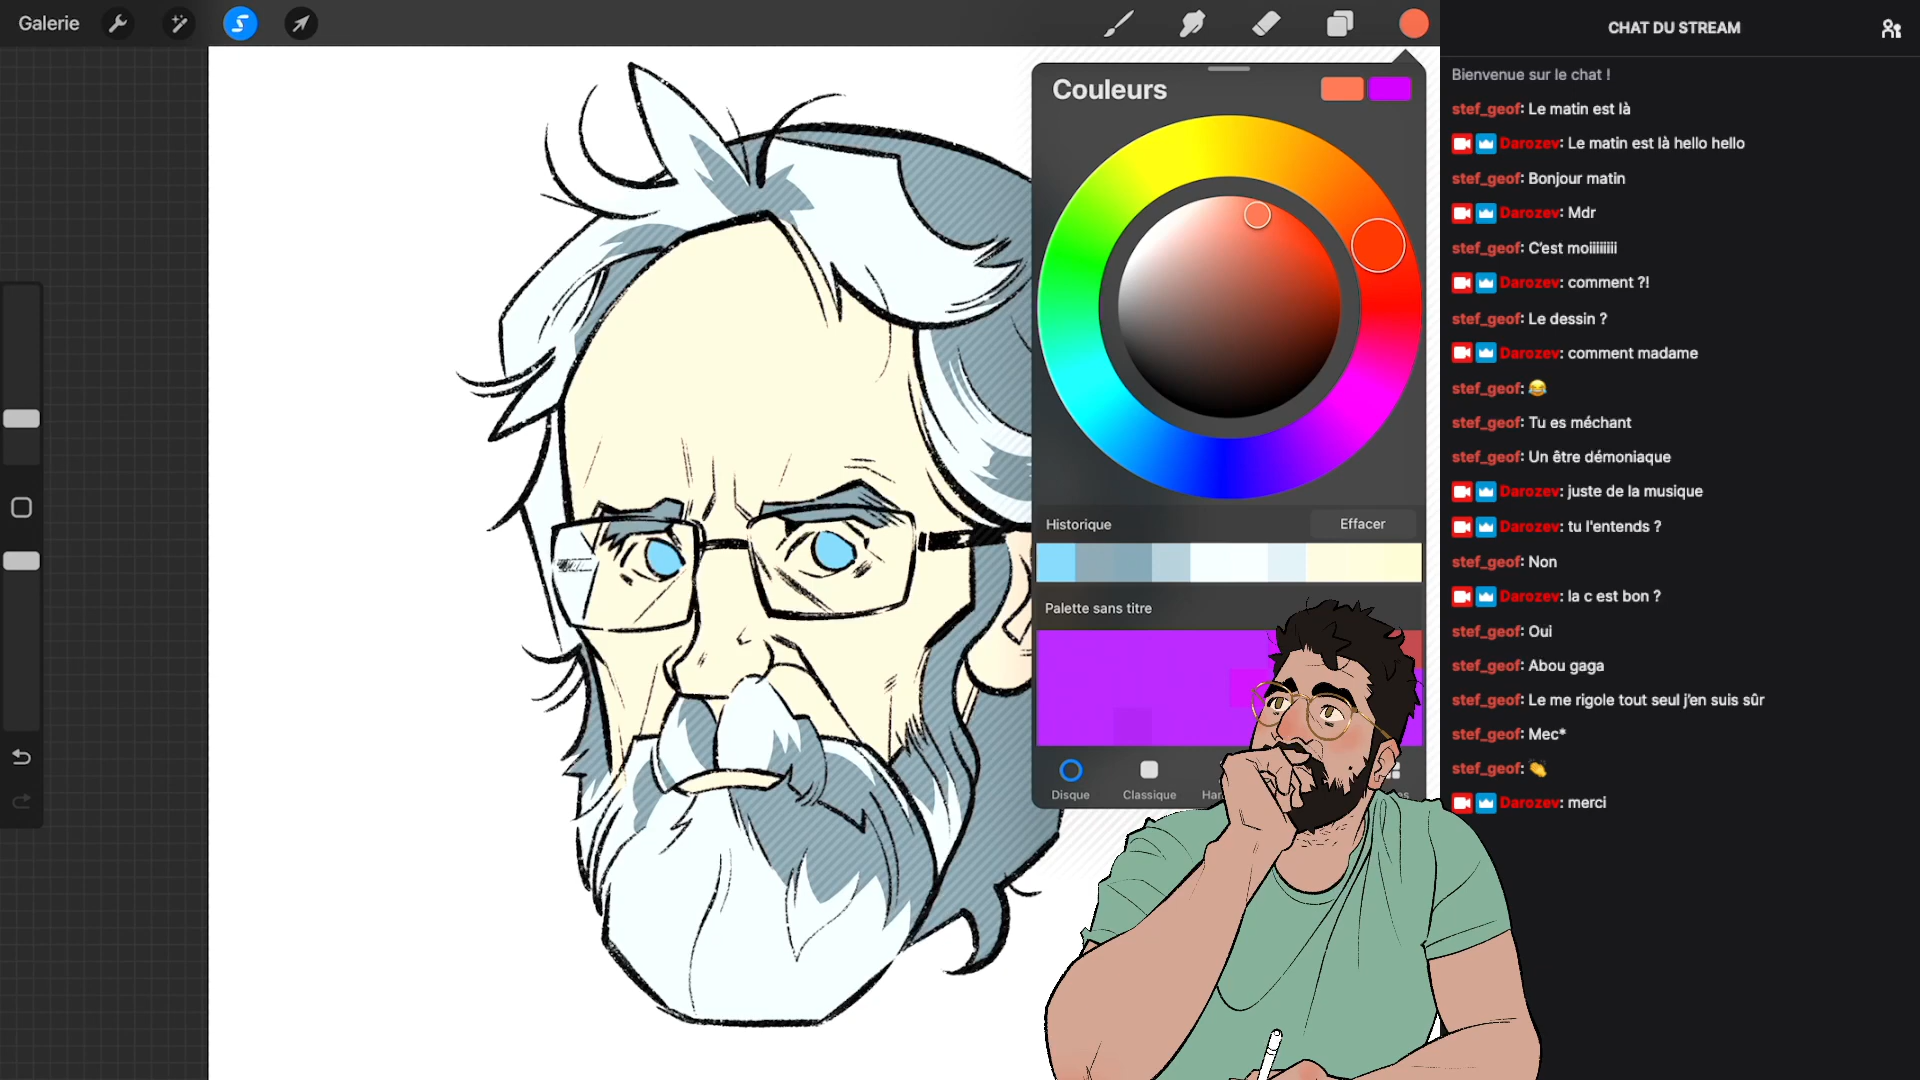 Galerie
Couleurs
Historique
Effacer
Palette sans titre
Disque
Classique
CHAT DU STREAM
Bienvenue sur le chat !
stef_geof: Le matin est là
Darozev: Le matin est là hello hello
stef_geof: Bonjour matin
Darozev: Mdr
stef_geof: C'est moiiiiiiiii
Darozev: comment ?!
stef_geof: Le dessin ?
Darozev: comment madame
stef_geof: 😂
stef_geof: Tu es méchant
stef_geof: Un être démoniaque
Darozev: juste de la musique
Darozev: tu l'entends ?
stef_geof: Non
Darozev: la c est bon ?
stef_geof: Oui
stef_geof: Abou gaga
stef_geof: Le me rigole tout seul j'en suis sûr
stef_geof: Mec*
stef_geof: 👏
Darozev: merci